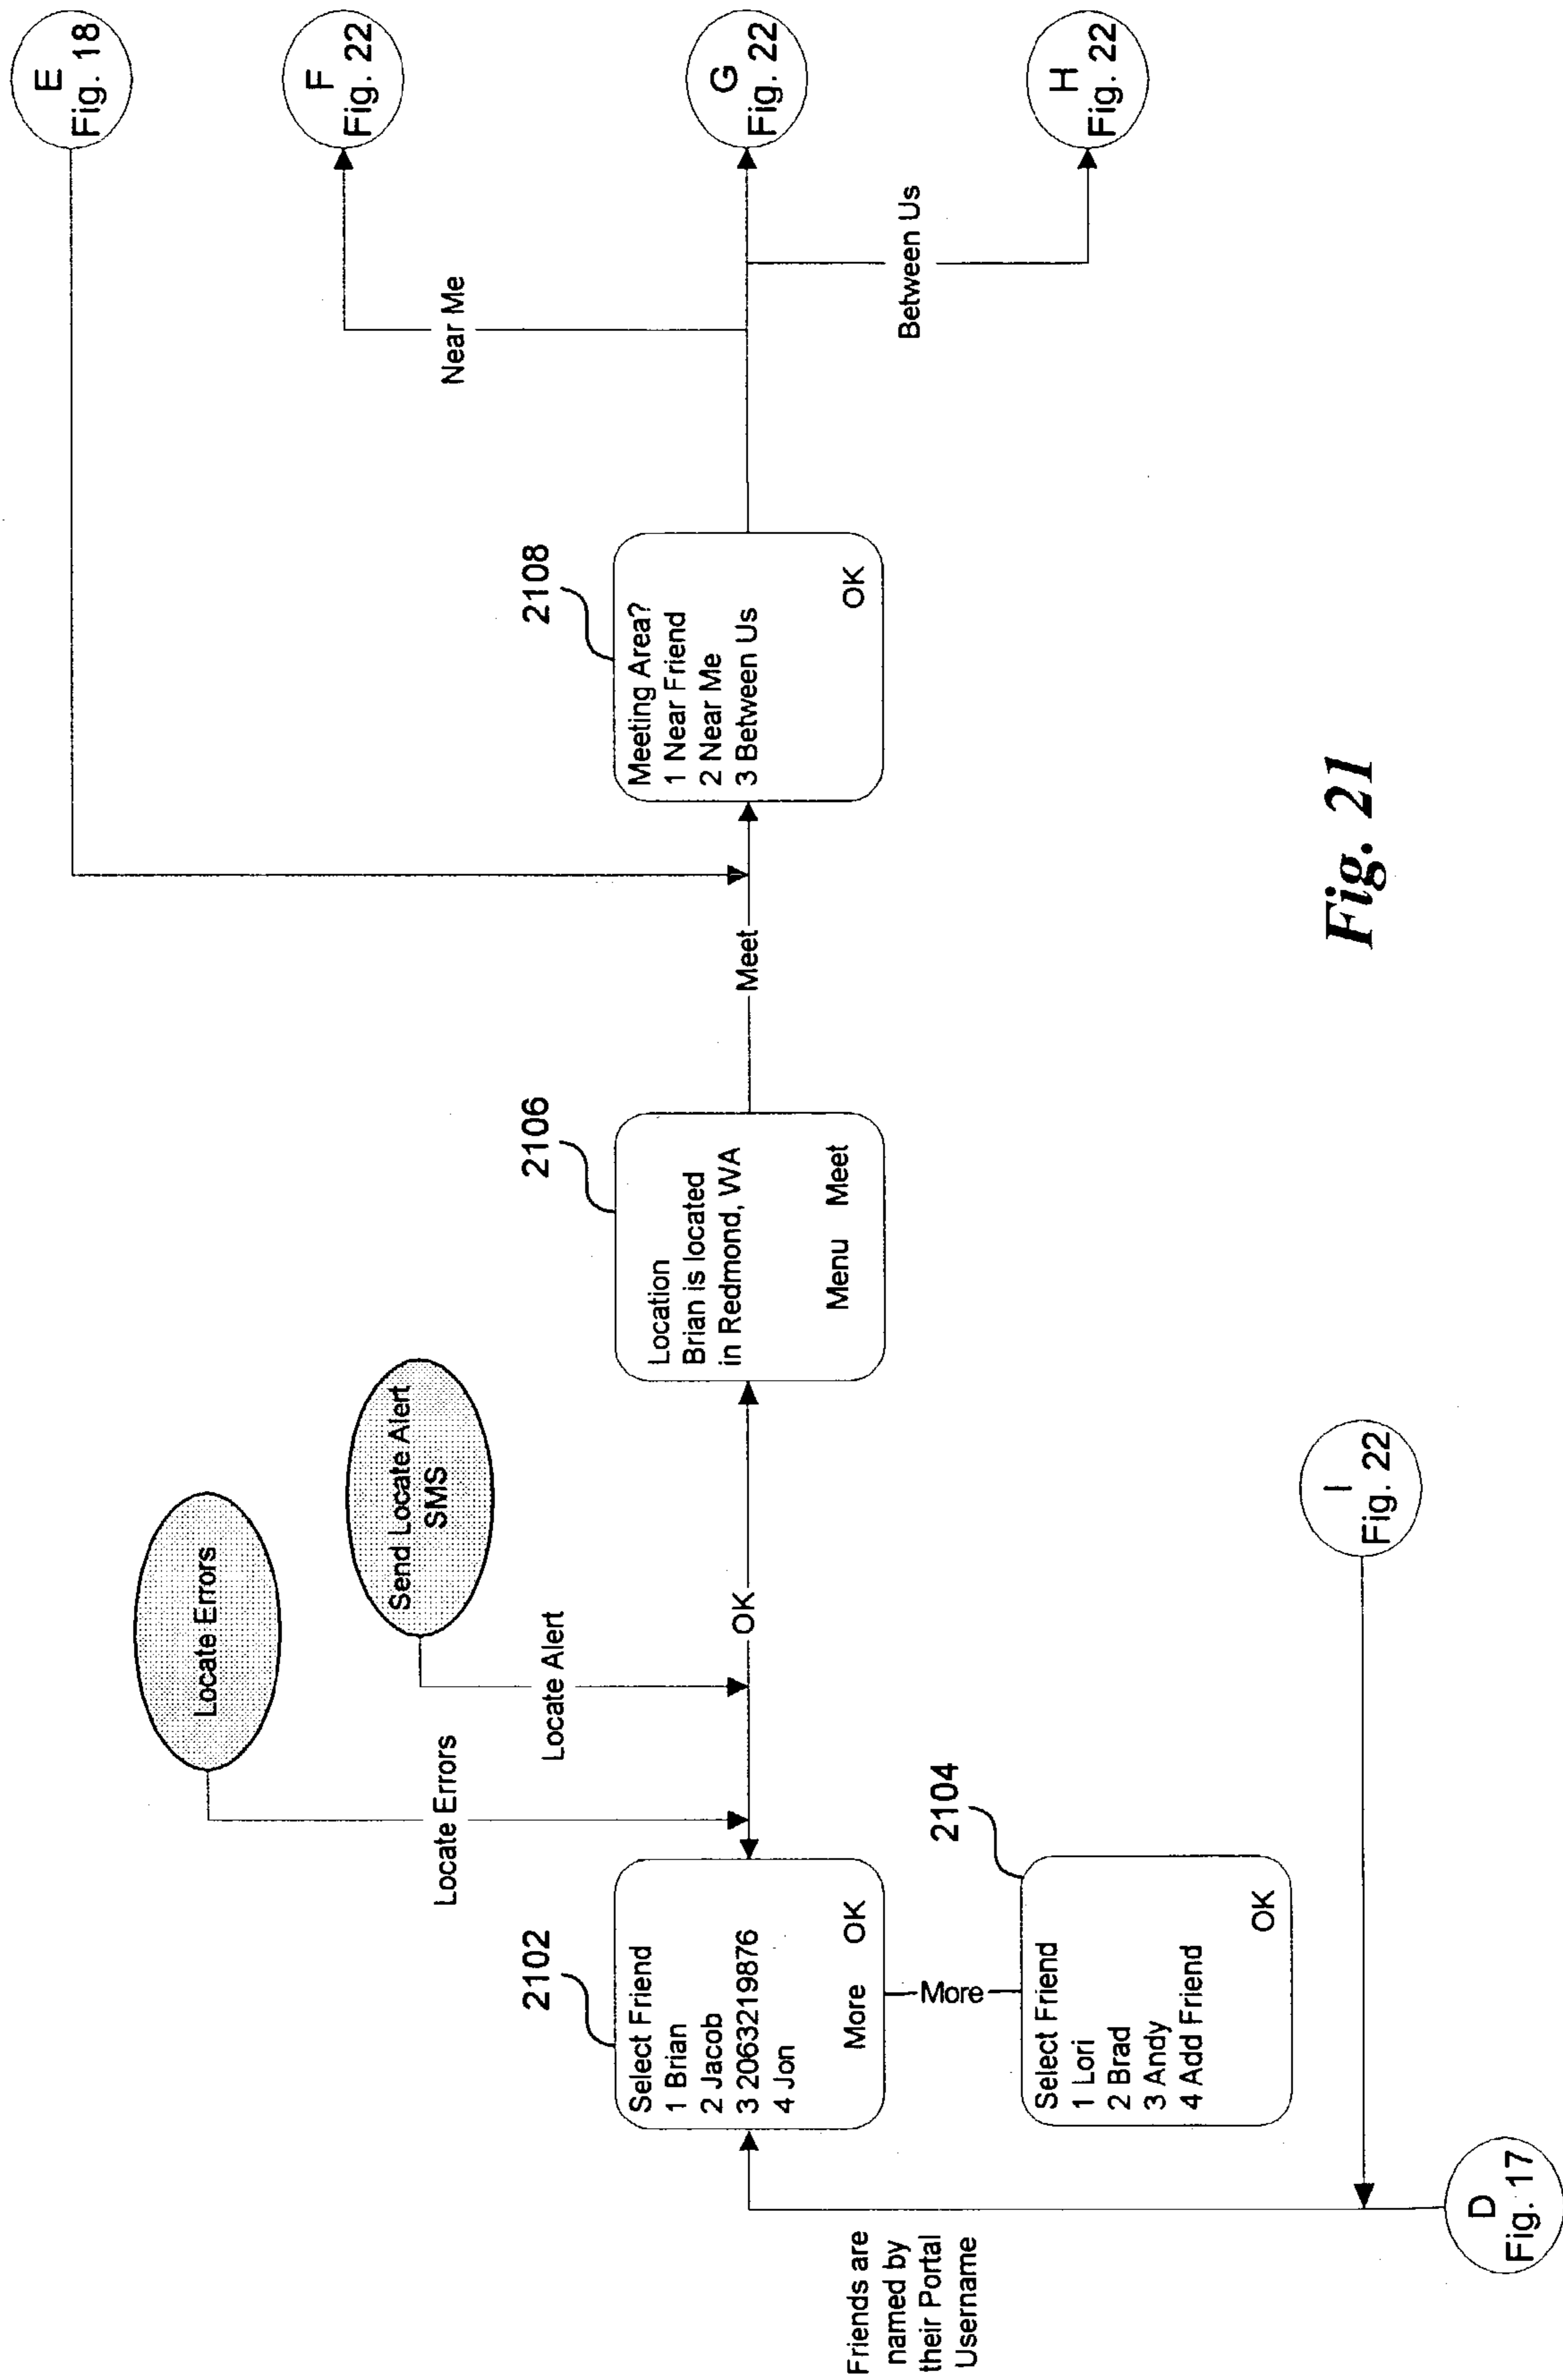 E
Fig. 18
F
Fig. 22
G
Fig. 22
H
Fig. 22
Near Me
Between Us
2108
Meeting Area?
1 Near Friend
2 Near Me
3 Between Us
OK
Meet
2106
Location
Brian is located
in Redmond, WA
Menu Meet
Locate Errors
Send Locate Alert
SMS
Locate Errors
Locate Alert
OK
2102
Select Friend
1 Brian
2 Jacob
3 2063219876
4 Jon
More OK
More
2104
Select Friend
1 Lori
2 Brad
3 Andy
4 Add Friend
OK
Friends are
named by
their Portal
Username
I
Fig. 22
D
Fig. 17
Fig. 21